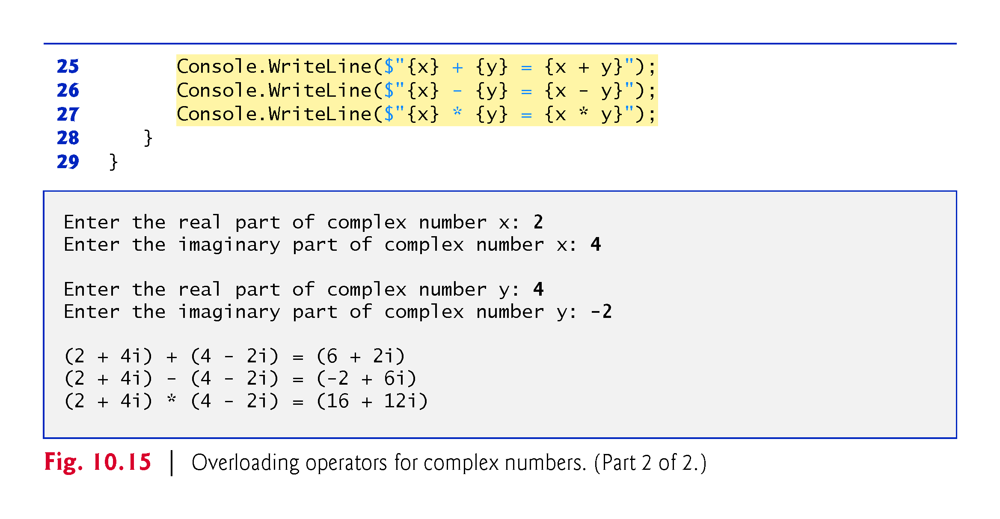 25 Console.WriteLine($"{x} + {y} = {x + y}");
26 Console.WriteLine($"{x} - {y} = {x - y}");
27 Console.WriteLine($"{x} * {y} = {x * y}");
28 }
29 }
Enter the real part of complex number x: 2
Enter the imaginary part of complex number x: 4
Enter the real part of complex number y: 4
Enter the imaginary part of complex number y: -2
(2 + 4i) + (4 - 2i) = (6 + 2i)
(2 + 4i) - (4 - 2i) = (-2 + 6i)
(2 + 4i) * (4 - 2i) = (16 + 12i)
Fig. 10.15 | Overloading operators for complex numbers. (Part 2 of 2.)